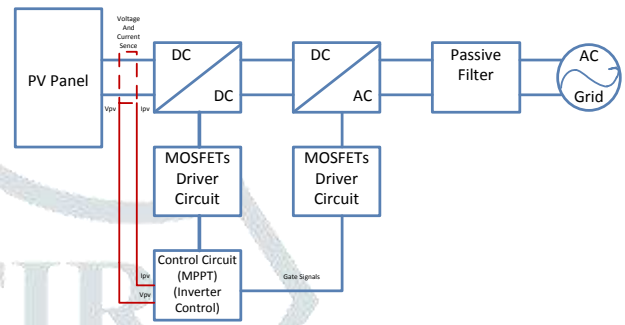 Voltage
And
Current
Sence
PV Panel
Vpv
Ipv
DC
DC
DC
AC
Passive
Filter
AC
Grid
MOSFETs
Driver
Circuit
MOSFETs
Driver
Circuit
Control Circuit
(MPPT)
(Inverter
Control)
Ipv
Vpv
Gate Signals